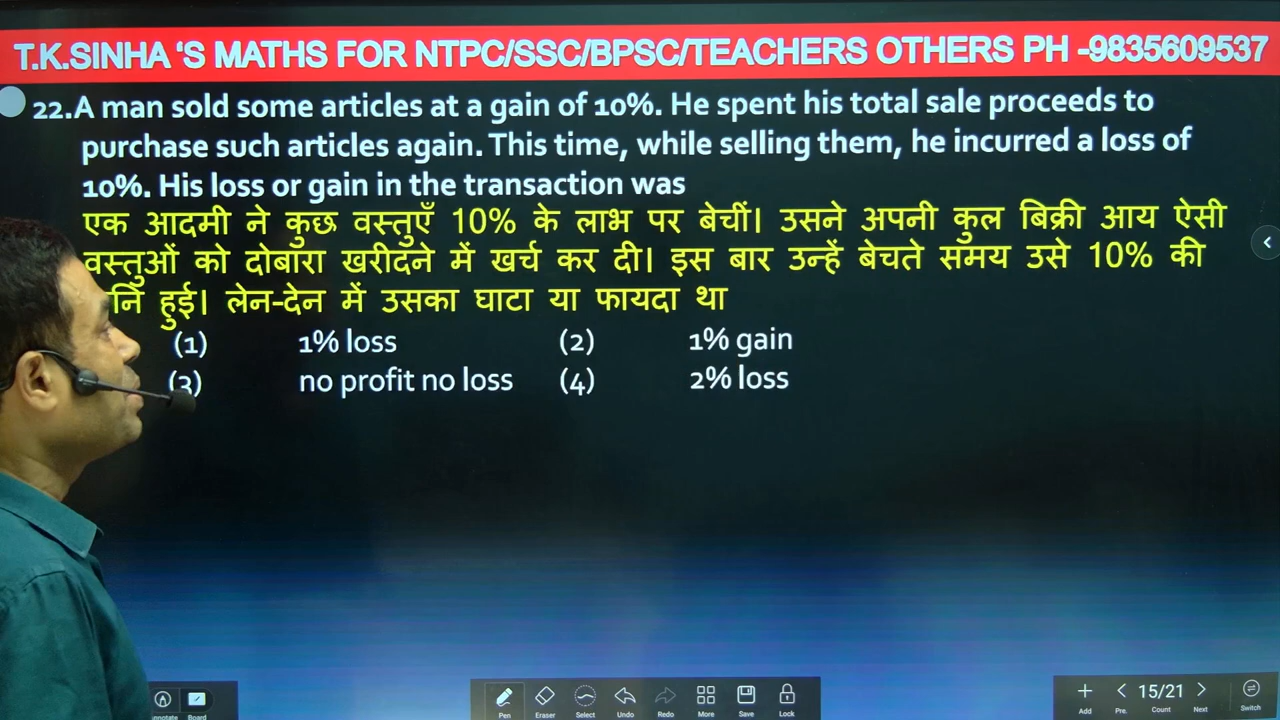 T.K.SINHA 'S MATHS FOR NTPC/SSC/BPSC/TEACHERS OTHERS PH -9835609537
22.A man sold some articles at a gain of 10%. He spent his total sale proceeds to
purchase such articles again. This time, while selling them, he incurred a loss of
10%. His loss or gain in the transaction was
एक आदमी ने कुछ वस्तुएँ 10% के लाभ पर बेचीं। उसने अपनी कुल बिक्री आय ऐसी
वस्तुओं को दोबारा खरीदने में खर्च कर दी। इस बार उन्हें बेचते समय उसे 10% की
हुई। लेन-देन में उसका घाटा या फायदा था
(1) 1% loss (2) 1% gain
(3) no profit no loss (4) 2% loss
Board
Pen Eraser Select Undo Redo More Save Lock
15/21
Add Pre. Count Next Switch